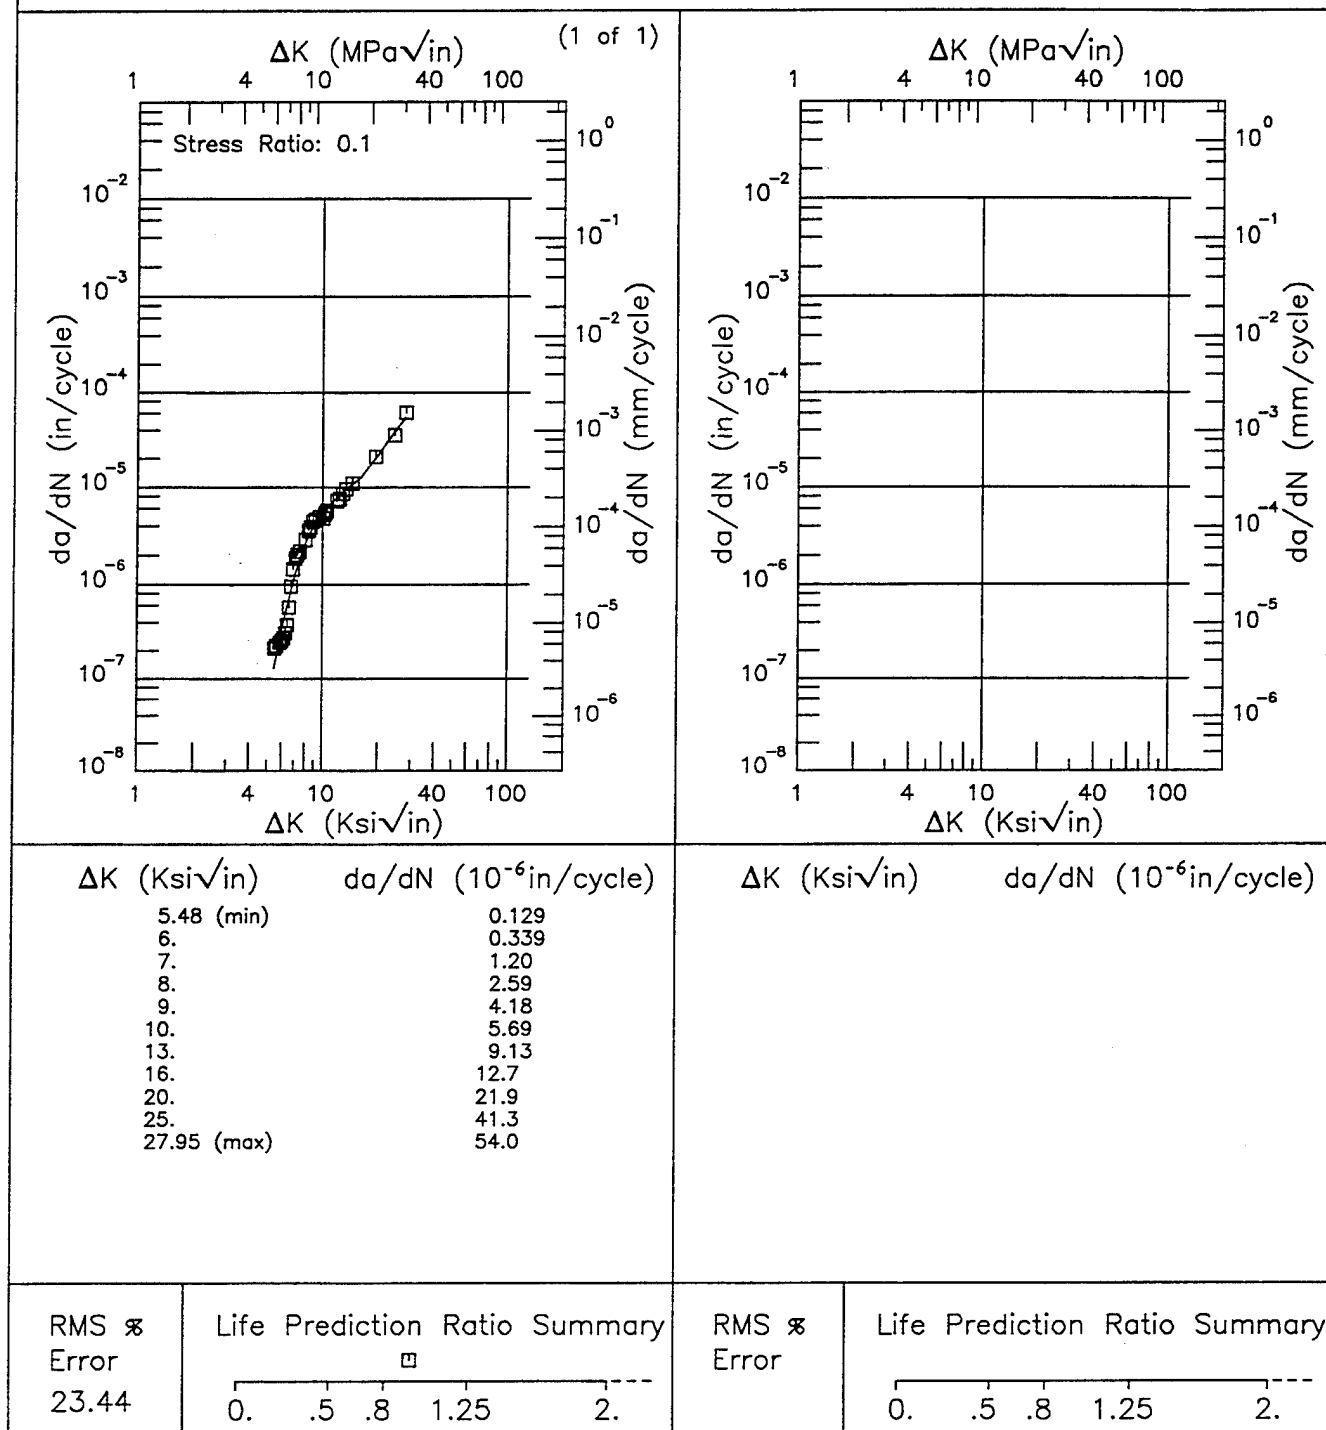 (1 of 1)
ΔK (MPa√in)
1 4 10 40 100
Stress Ratio: 0.1
10⁻²
10⁻³
10⁻⁴
10⁻⁵
10⁻⁶
10⁻⁷
10⁻⁸
da/dN (in/cycle)
10⁰
10⁻¹
10⁻²
10⁻³
10⁻⁴
10⁻⁵
10⁻⁶
da/dN (mm/cycle)
1 4 10 40 100
ΔK (Ksi√in)
ΔK (MPa√in)
1 4 10 40 100
10⁻²
10⁻³
10⁻⁴
10⁻⁵
10⁻⁶
10⁻⁷
10⁻⁸
da/dN (in/cycle)
10⁰
10⁻¹
10⁻²
10⁻³
10⁻⁴
10⁻⁵
10⁻⁶
da/dN (mm/cycle)
1 4 10 40 100
ΔK (Ksi√in)
ΔK (Ksi√in) da/dN (10⁻⁶in/cycle)
5.48 (min) 0.129
6. 0.339
7. 1.20
8. 2.59
9. 4.18
10. 5.69
13. 9.13
16. 12.7
20. 21.9
25. 41.3
27.95 (max) 54.0
ΔK (Ksi√in) da/dN (10⁻⁶in/cycle)
RMS %
Error
23.44
Life Prediction Ratio Summary
0. .5 .8 1.25 2.
RMS %
Error
Life Prediction Ratio Summary
0. .5 .8 1.25 2.